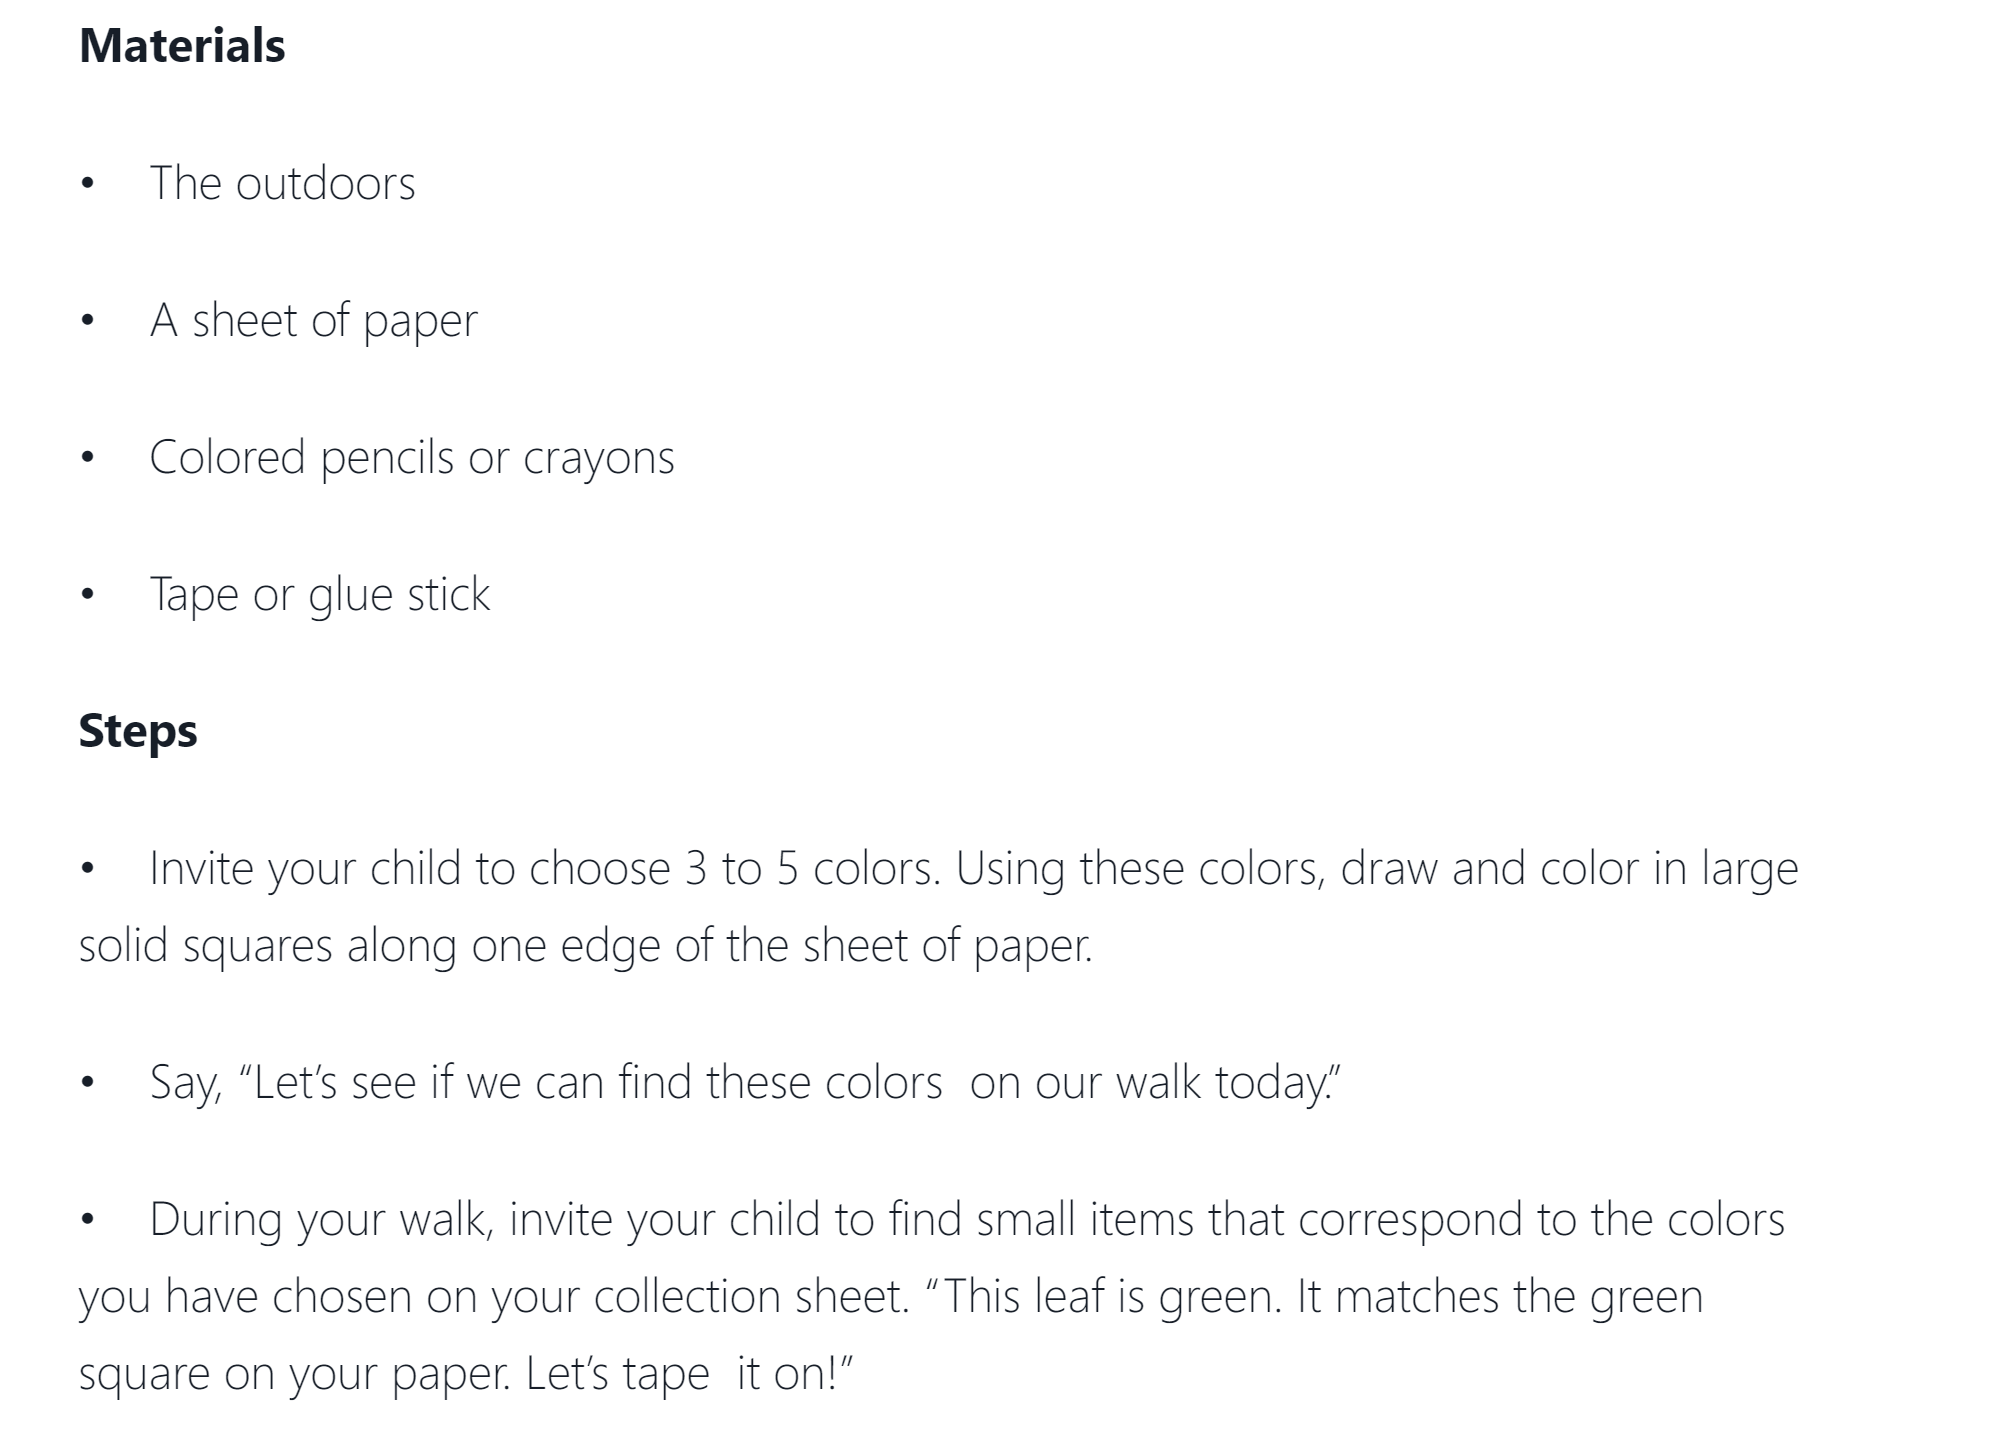 Materials
• The outdoors
• A sheet of paper
• Colored pencils or crayons
• Tape or glue stick
Steps
• Invite your child to choose 3 to 5 colors. Using these colors, draw and color in large
solid squares along one edge of the sheet of paper.
• Say, “Let’s see if we can find these colors  on our walk today.”
• During your walk, invite your child to find small items that correspond to the colors
you have chosen on your collection sheet. “This leaf is green. It matches the green
square on your paper. Let’s tape  it on!”